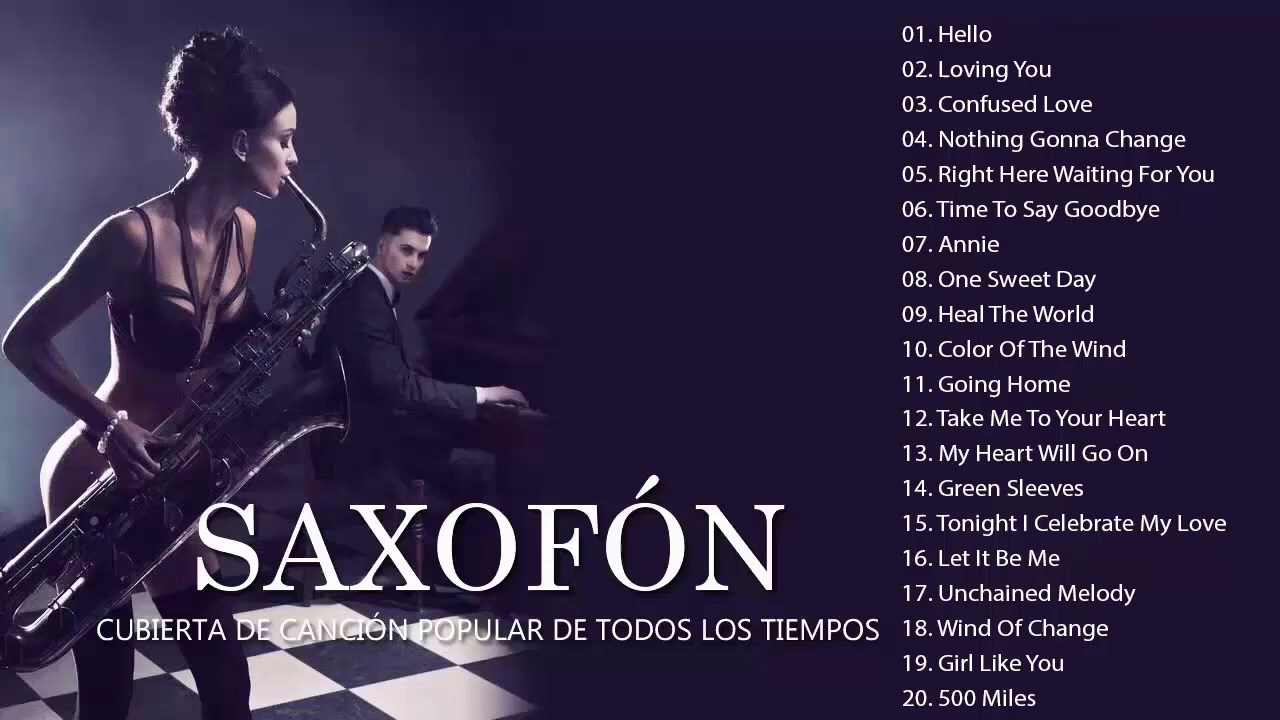 SAXOFÓN
CUBIERTA DE CANCIÓN POPULAR DE TODOS LOS TIEMPOS
01. Hello
02. Loving You
03. Confused Love
04. Nothing Gonna Change
05. Right Here Waiting For You
06. Time To Say Goodbye
07. Annie
08. One Sweet Day
09. Heal The World
10. Color Of The Wind
11. Going Home
12. Take Me To Your Heart
13. My Heart Will Go On
14. Green Sleeves
15. Tonight I Celebrate My Love
16. Let It Be Me
17. Unchained Melody
18. Wind Of Change
19. Girl Like You
20. 500 Miles